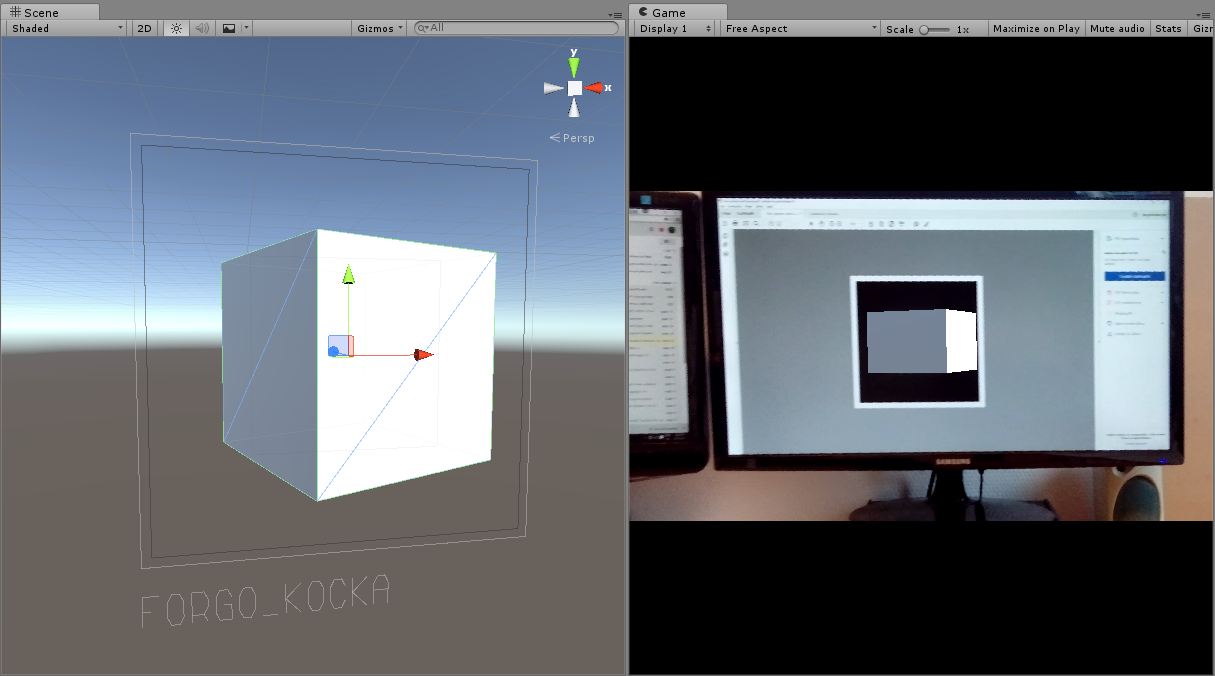 Scene
Shaded
2D
Gizmos
All
y
x
Persp
FORGO_KOCKA
Game
Display 1
Free Aspect
Scale
1x
Maximize on Play
Mute audio
Stats
Giz
SAMSUNG